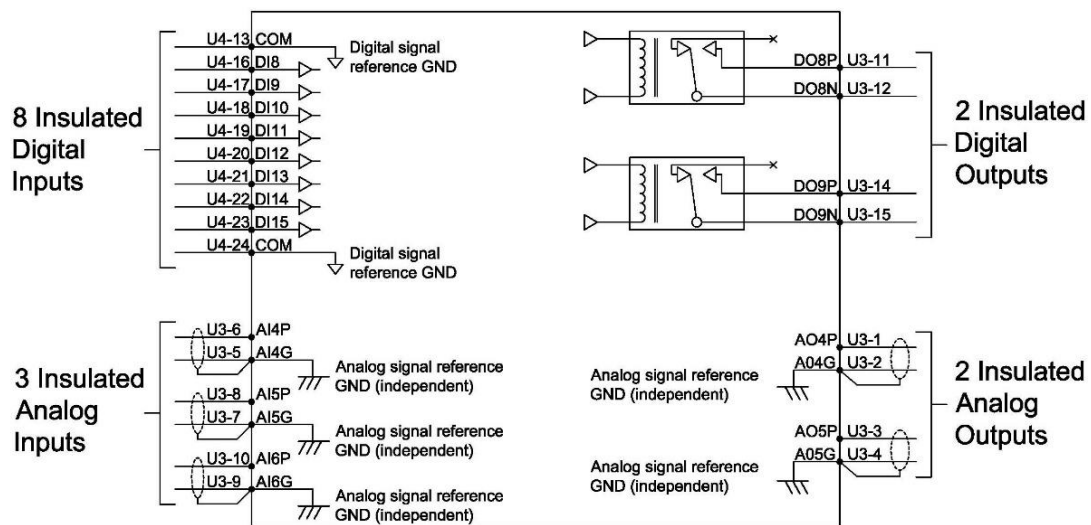 8 Insulated
Digital
Inputs
U4-13 COM
U4-16 DI8
U4-17 DI9
U4-18 DI10
U4-19 DI11
U4-20 DI12
U4-21 DI13
U4-22 DI14
U4-23 DI15
U4-24 COM
Digital signal
reference GND
Digital signal
reference GND
DO8P U3-11
DO8N U3-12
DO9P U3-14
DO9N U3-15
2 Insulated
Digital
Outputs
3 Insulated
Analog
Inputs
U3-6 AI4P
U3-5 AI4G
U3-8 AI5P
U3-7 AI5G
U3-10 AI6P
U3-9 AI6G
Analog signal reference
GND (independent)
Analog signal reference
GND (independent)
Analog signal reference
GND (independent)
Analog signal reference
GND (independent)
Analog signal reference
GND (independent)
AO4P U3-1
A04G U3-2
AO5P U3-3
A05G U3-4
2 Insulated
Analog
Outputs